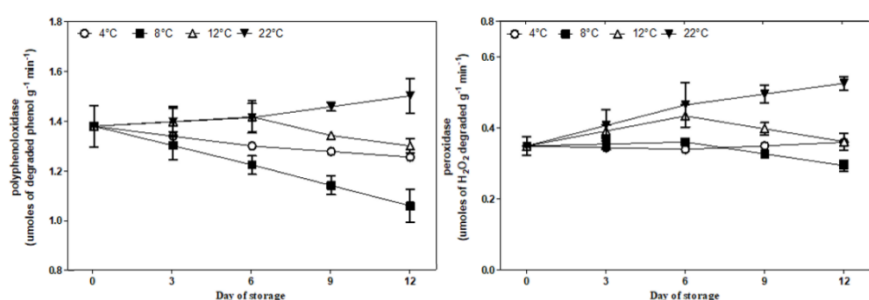 4°C 8°C 12°C 22°C
polyphenoloxidase
(umoles of degraded phenol g⁻¹ min⁻¹)
1.8
1.6
1.4
1.2
1.0
0.8
0 3 6 9 12
Day of storage
4°C 8°C 12°C 22°C
peroxidase
(umoles of H₂O₂ degraded g⁻¹ min⁻¹)
0.8
0.6
0.4
0.2
0.0
0 3 6 9 12
Day of storage